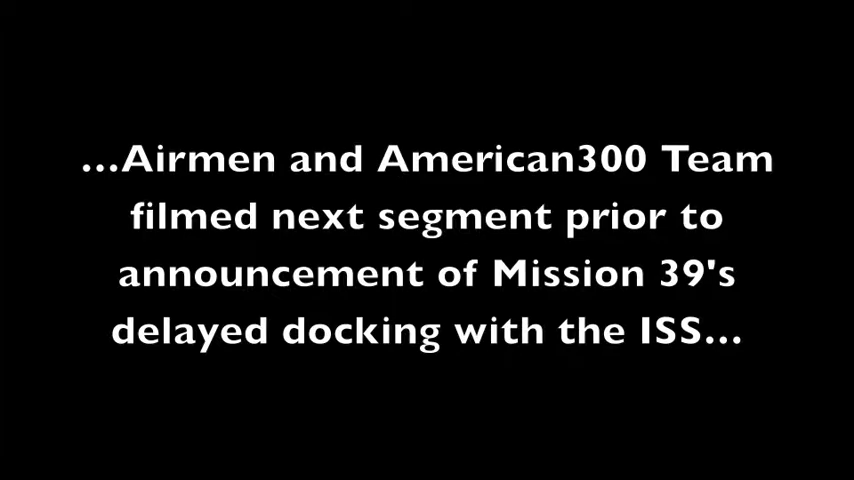 ...Airmen and American300 Team
filmed next segment prior to
announcement of Mission 39's
delayed docking with the ISS...